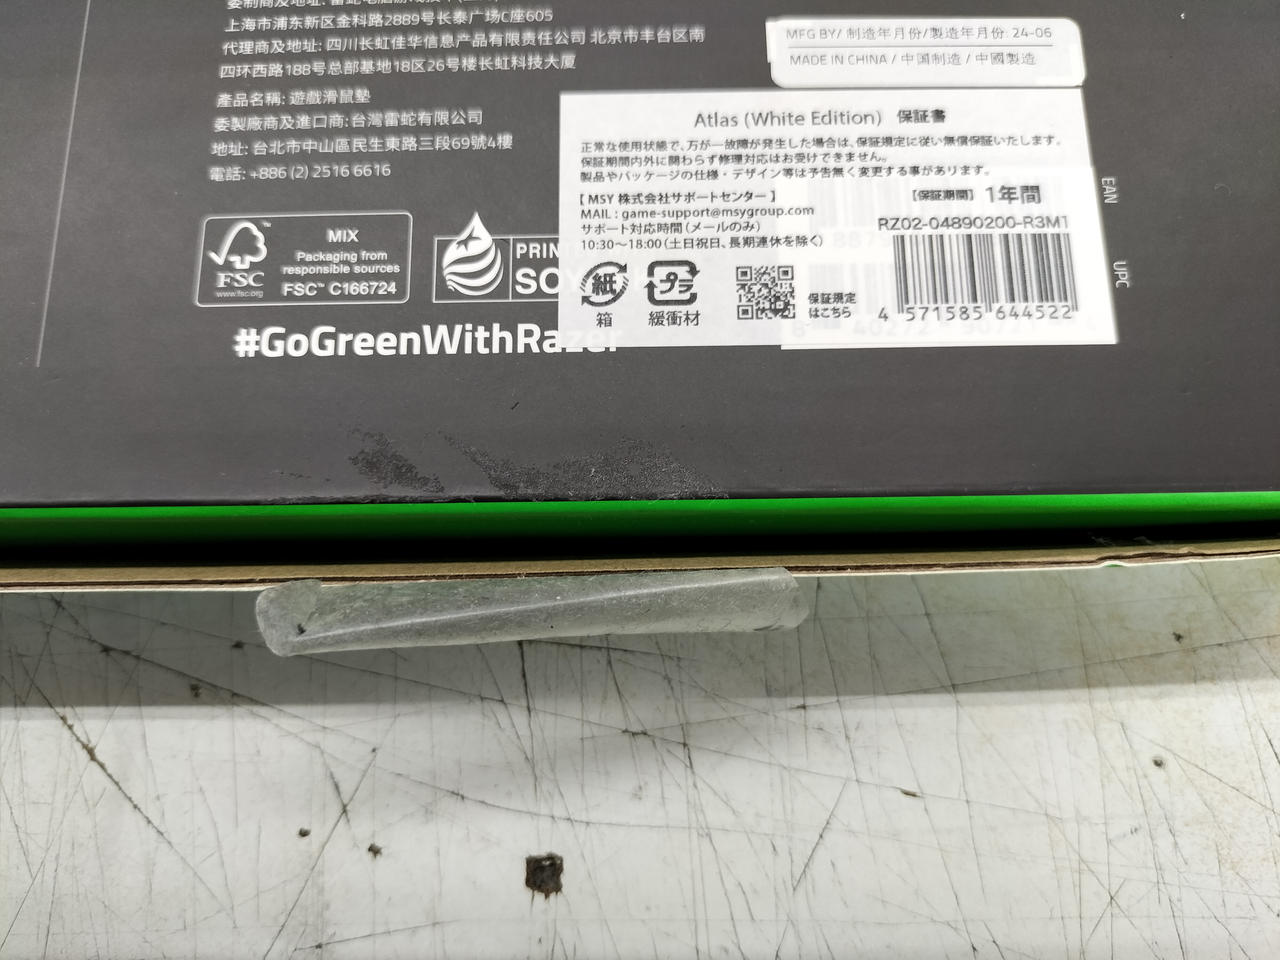 上海市浦东新区金科路2889号长泰广场C座605
代理商及地址: 四川长虹佳华信息产品有限责任公司 北京市丰台区南
四环西路188号总部基地18区26号楼长虹科技大厦
產品名稱: 遊戲滑鼠墊
委製廠商及進口商: 台灣雷蛇有限公司
地址: 台北市中山區民生東路三段69號4樓
電話: +886 (2) 2516 6616
FSC
www.fsc.org
MIX
Packaging from
responsible sources
FSC™ C166724
PRIN
SOY
#GoGreenWithRazer
MFG BY/ 制造年月份/製造年月份: 24-06
MADE IN CHINA / 中国制造 / 中國製造
Atlas (White Edition) 保証書
正常な使用状態で、万が一故障が発生した場合は、保証規定に従い無償保証いたします。
保証期間内外に関わらず修理対応はお受けできません。
製品やパッケージの仕様・デザイン等は予告無く変更する事があります。
【 MSY 株式会社サポートセンター 】
MAIL : game-support@msygroup.com
サポート対応時間（メールのみ）
10:30～18:00（土日祝日、長期連休を除く）
【保証期間】 1年間
RZ02-04890200-R3M1
紙
箱
プラ
緩衝材
保証規定
はこちら
4 571585 644522
EAN
UPC